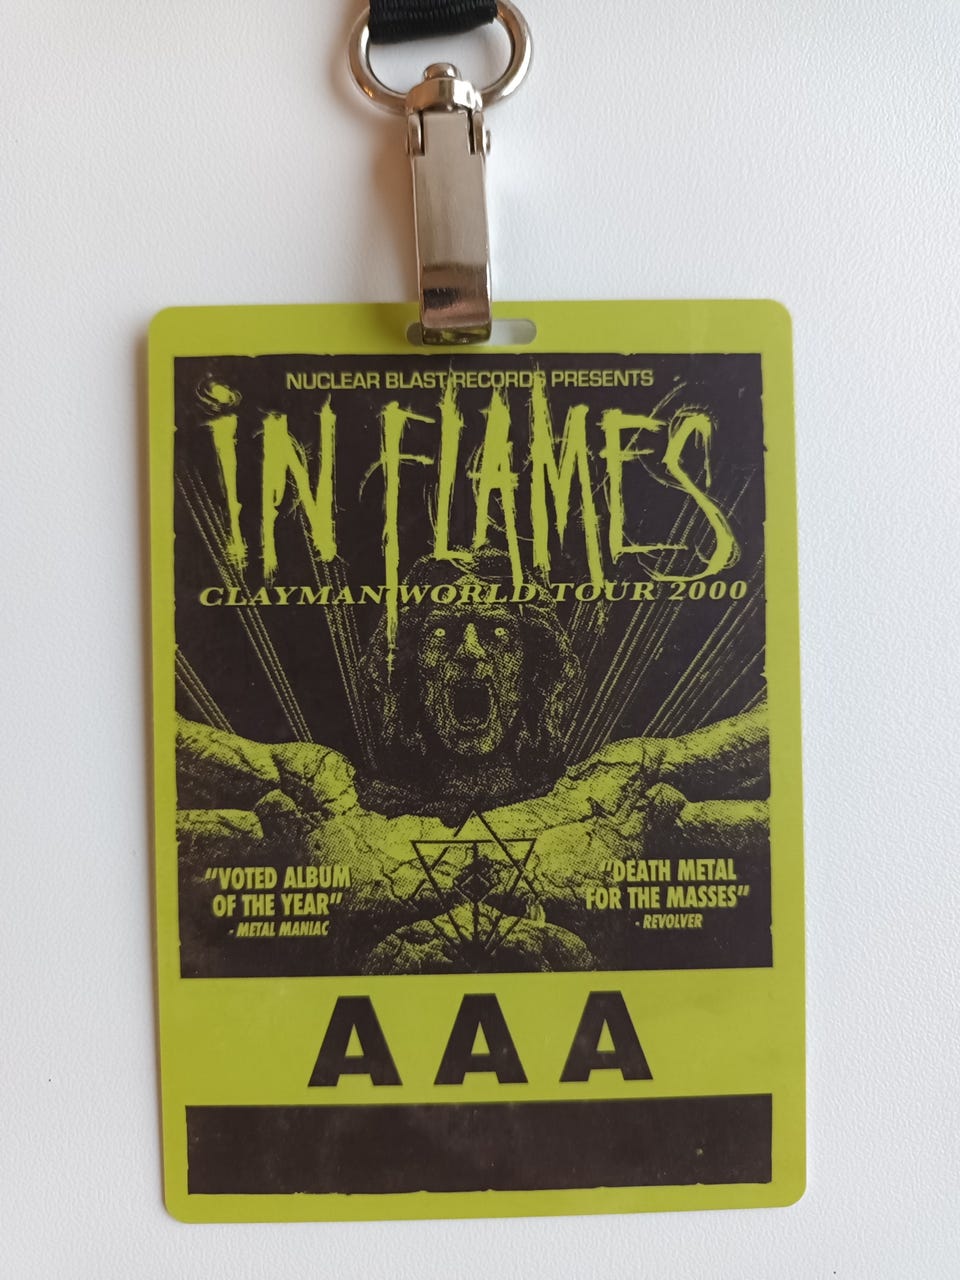 NUCLEAR BLAST RECORDS PRESENTS
IN FLAMES
CLAYMAN WORLD TOUR 2000
"VOTED ALBUM
OF THE YEAR"
- METAL MANIAC
"DEATH METAL
FOR THE MASSES"
- REVOLVER
AAA